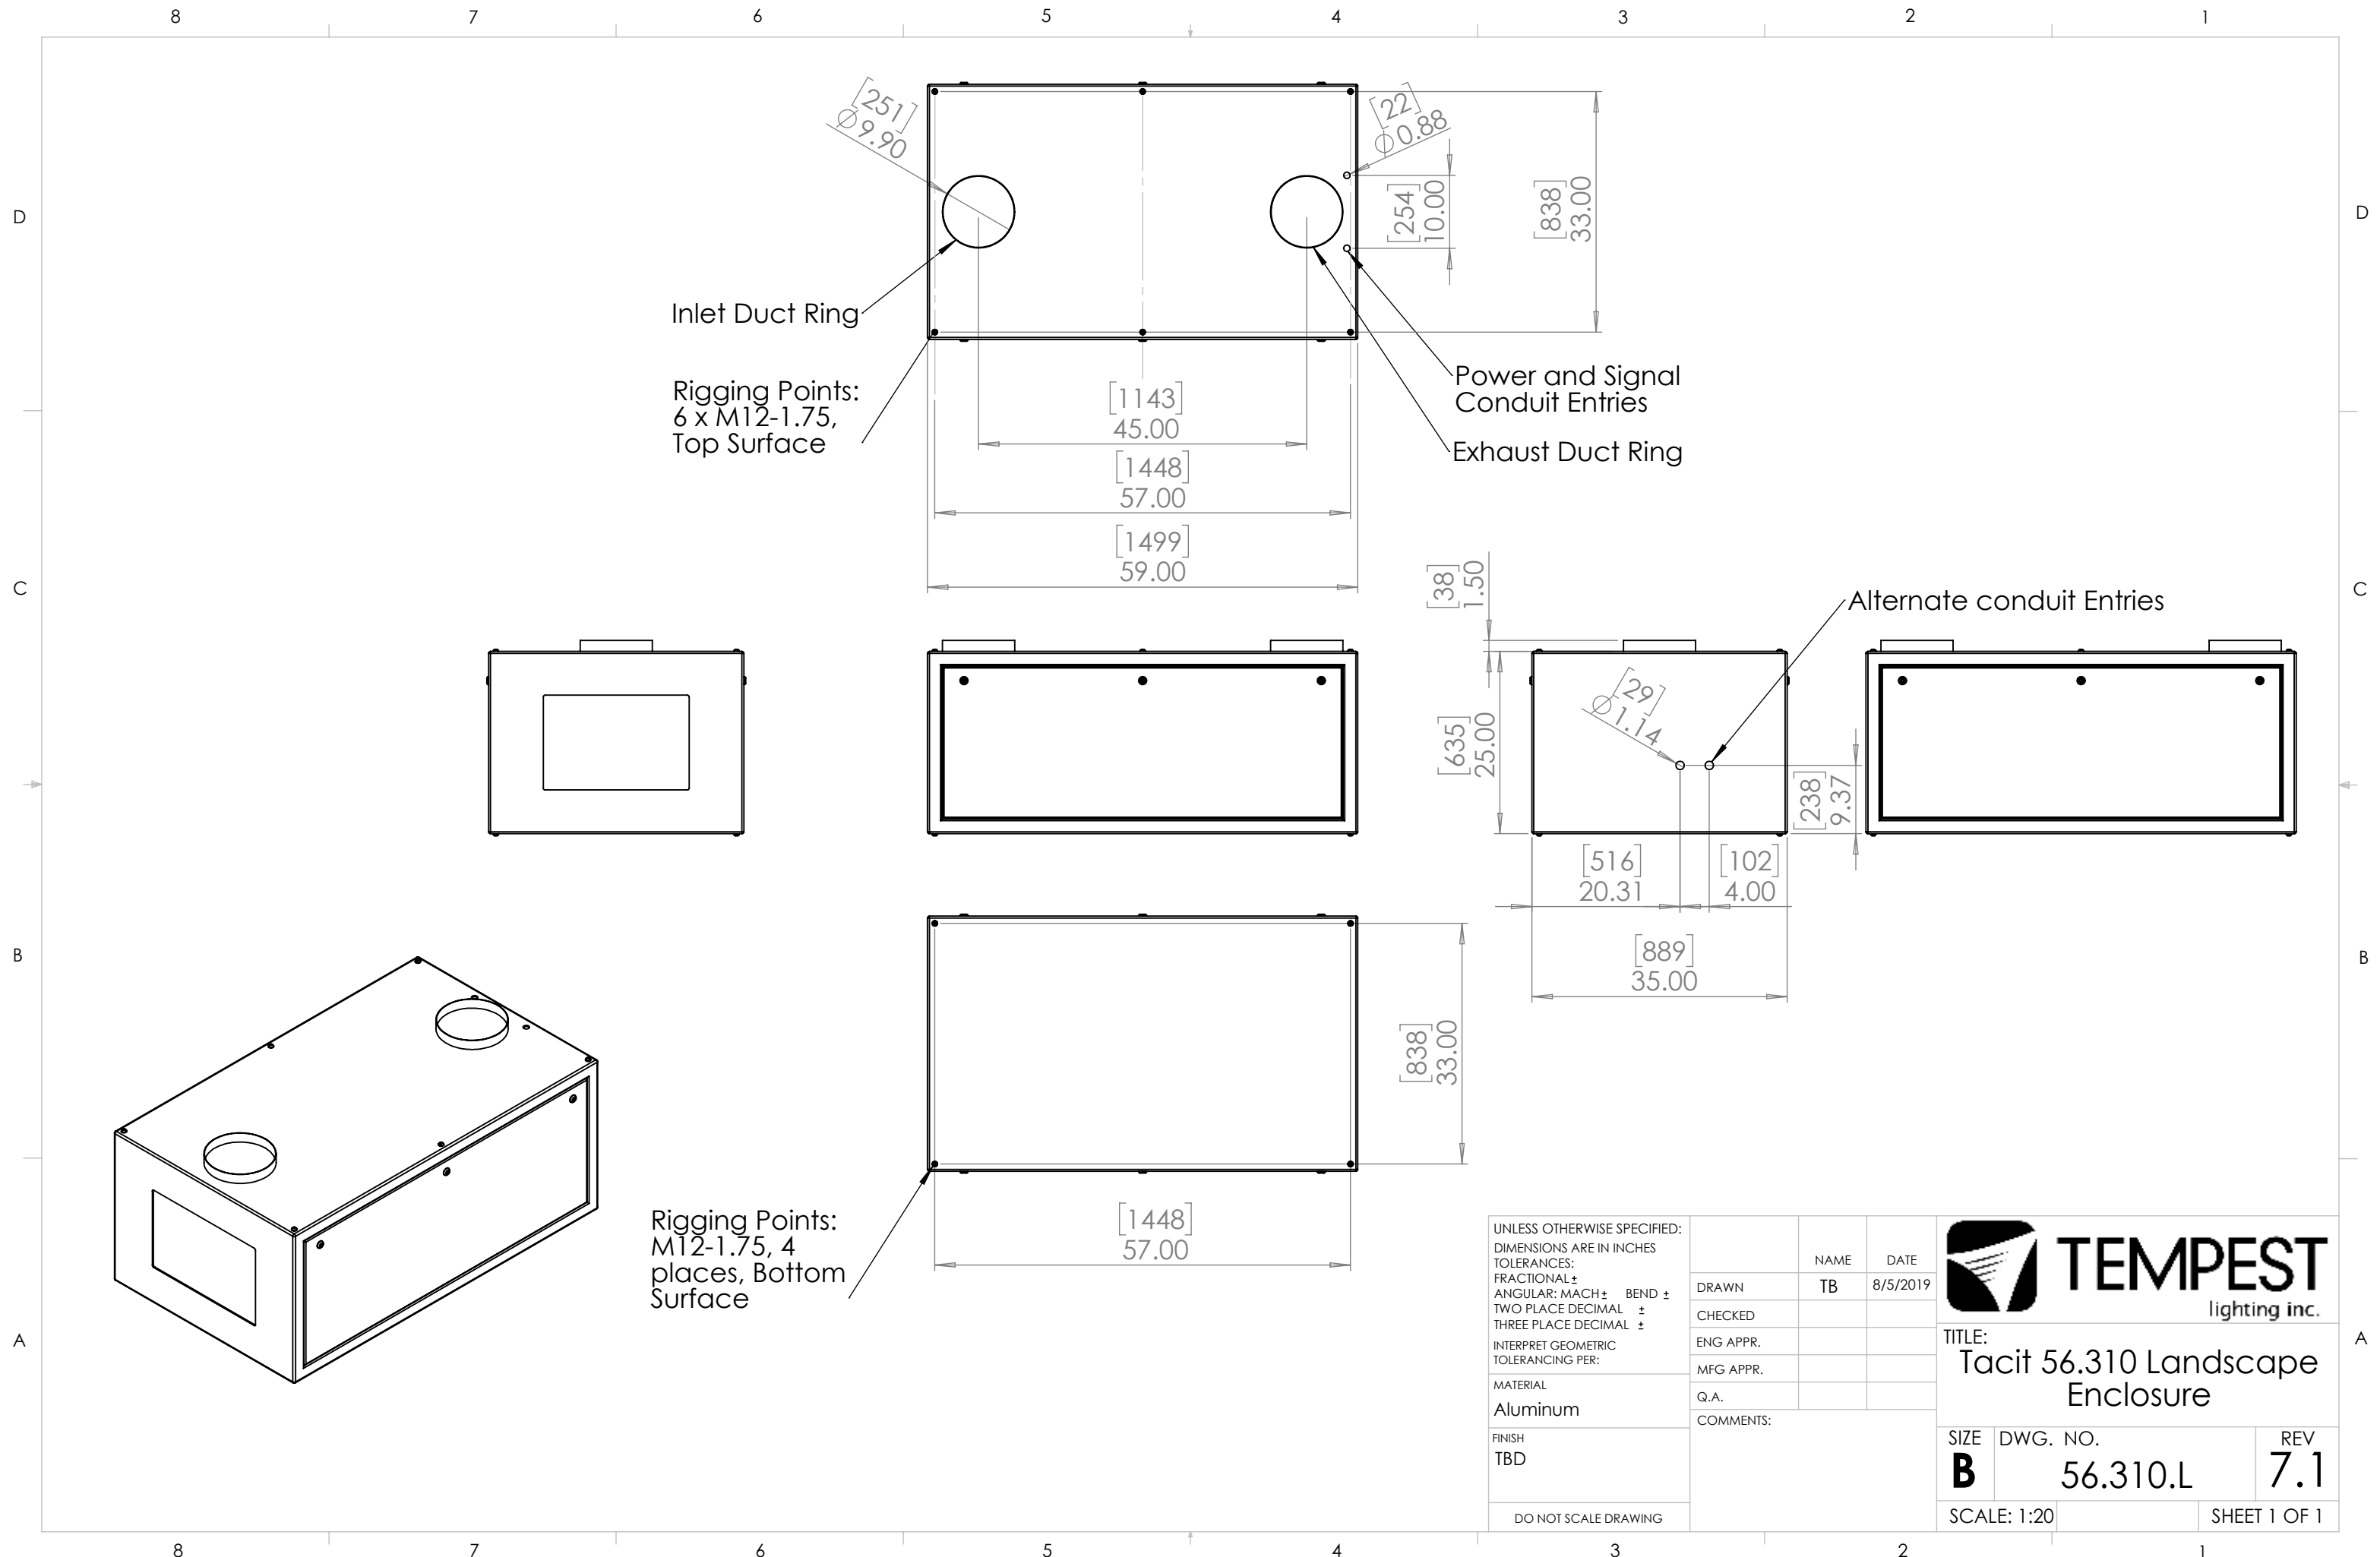 8 7 6 5 4 3 2 1
D
D
C
C
B
B
A
A
[251]
∅9.90
[22]
∅0.88
[254]
10.00
[838]
33.00
Inlet Duct Ring
Rigging Points:
6 x M12-1.75,
Top Surface
Power and Signal
Conduit Entries
Exhaust Duct Ring
[1143]
45.00
[1448]
57.00
[1499]
59.00
[38]
1.50
Alternate conduit Entries
[29]
∅1.14
[635]
25.00
[238]
9.37
[516]
20.31
[102]
4.00
[889]
35.00
[838]
33.00
[1448]
57.00
Rigging Points:
M12-1.75, 4
places, Bottom
Surface
UNLESS OTHERWISE SPECIFIED:
DIMENSIONS ARE IN INCHES
TOLERANCES:
FRACTIONAL ±
ANGULAR: MACH ± BEND ±
TWO PLACE DECIMAL ±
THREE PLACE DECIMAL ±
INTERPRET GEOMETRIC
TOLERANCING PER:
MATERIAL
Aluminum
FINISH
TBD
DO NOT SCALE DRAWING
NAME DATE
DRAWN TB 8/5/2019
CHECKED
ENG APPR.
MFG APPR.
Q.A.
COMMENTS:
TEMPEST
lighting inc.
TITLE:
Tacit 56.310 Landscape
Enclosure
SIZE DWG. NO. REV
B 56.310.L 7.1
SCALE: 1:20 SHEET 1 OF 1
8 7 6 5 4 3 2 1